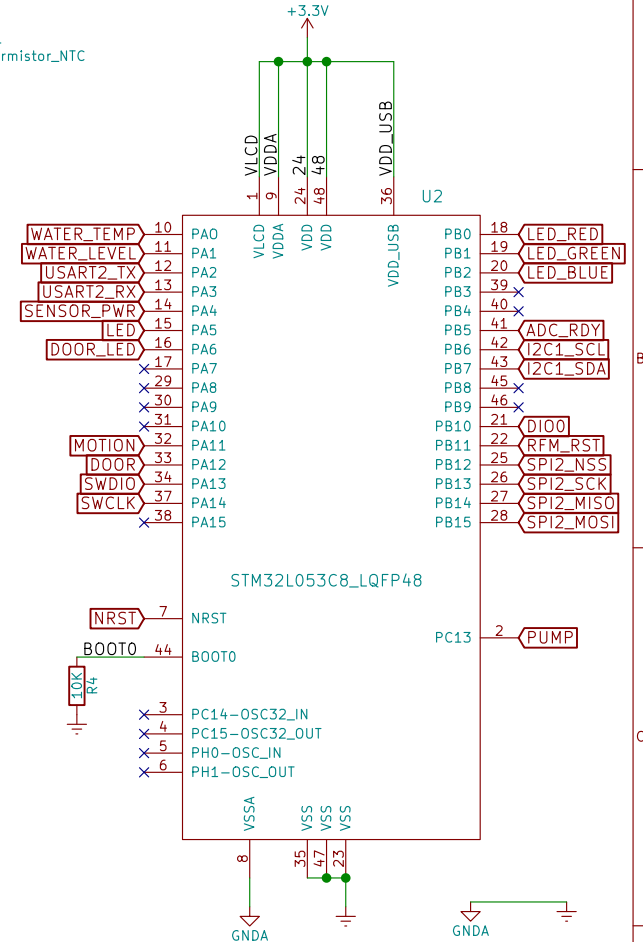 +3.3V
rmistor_NTC
VLCD
VDDA
24
48
VDD_USB
1
9
24
48
36
U2
VLCD
VDDA
VDD
VDD
VDD_USB
WATER_TEMP 10 PA0
WATER_LEVEL 11 PA1
USART2_TX 12 PA2
USART2_RX 13 PA3
SENSOR_PWR 14 PA4
LED 15 PA5
DOOR_LED 16 PA6
17 PA7
29 PA8
30 PA9
31 PA10
MOTION 32 PA11
DOOR 33 PA12
SWDIO 34 PA13
SWCLK 37 PA14
38 PA15
PB0 18 LED_RED
PB1 19 LED_GREEN
PB2 20 LED_BLUE
PB3 39
PB4 40
PB5 41 ADC_RDY
PB6 42 I2C1_SCL
PB7 43 I2C1_SDA
PB8 45
PB9 46
PB10 21 DIO0
PB11 22 RFM_RST
PB12 25 SPI2_NSS
PB13 26 SPI2_SCK
PB14 27 SPI2_MISO
PB15 28 SPI2_MOSI
B
STM32L053C8_LQFP48
NRST 7 NRST
BOOT0 44 BOOT0
10K
R4
PC13 2 PUMP
3 PC14-OSC32_IN
4 PC15-OSC32_OUT
5 PH0-OSC_IN
6 PH1-OSC_OUT
C
VSSA
VSS
VSS
VSS
8
35
47
23
GNDA
GNDA